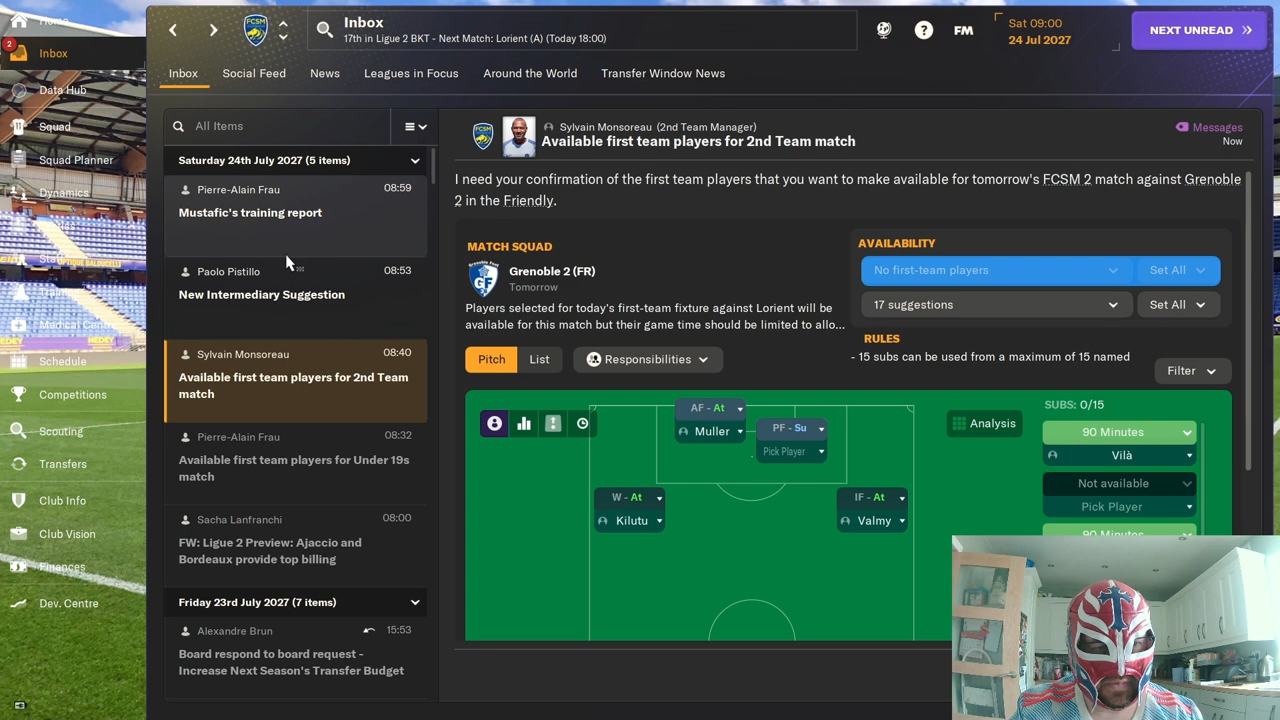 Home
2
Inbox
Data Hub
Squad
Squad Planner
Dynamics
Schedule
Competitions
Scouting
Transfers
Club Info
Club Vision
Finances
Dev. Centre
FCSM
Inbox
17th in Ligue 2 BKT - Next Match: Lorient (A) (Today 18:00)
FM
Sat 09:00
24 Jul 2027
NEXT UNREAD
Inbox
Social Feed
News
Leagues in Focus
Around the World
Transfer Window News
All Items
Saturday 24th July 2027 (5 items)
Pierre-Alain Frau
08:59
Mustafic's training report
Paolo Pistillo
08:53
New Intermediary Suggestion
Sylvain Monsoreau
08:40
Available first team players for 2nd Team
match
Pierre-Alain Frau
08:32
Available first team players for Under 19s
match
Sacha Lanfranchi
08:00
FW: Ligue 2 Preview: Ajaccio and
Bordeaux provide top billing
Friday 23rd July 2027 (7 items)
Alexandre Brun
15:53
Board respond to board request -
Increase Next Season's Transfer Budget
Sylvain Monsoreau (2nd Team Manager)
Available first team players for 2nd Team match
Messages
Now
I need your confirmation of the first team players that you want to make available for tomorrow's FCSM 2 match against Grenoble
2 in the Friendly.
MATCH SQUAD
Grenoble 2 (FR)
Tomorrow
Players selected for today's first-team fixture against Lorient will be
available for this match but their game time should be limited to allo...
AVAILABILITY
No first-team players
Set All
17 suggestions
Set All
RULES
- 15 subs can be used from a maximum of 15 named
Pitch
List
Responsibilities
Filter
AF - At
Muller
PF - Su
Pick Player
W - At
Kilutu
IF - At
Valmy
Analysis
SUBS: 0/15
90 Minutes
Vilà
Not available
Pick Player
90 Minutes